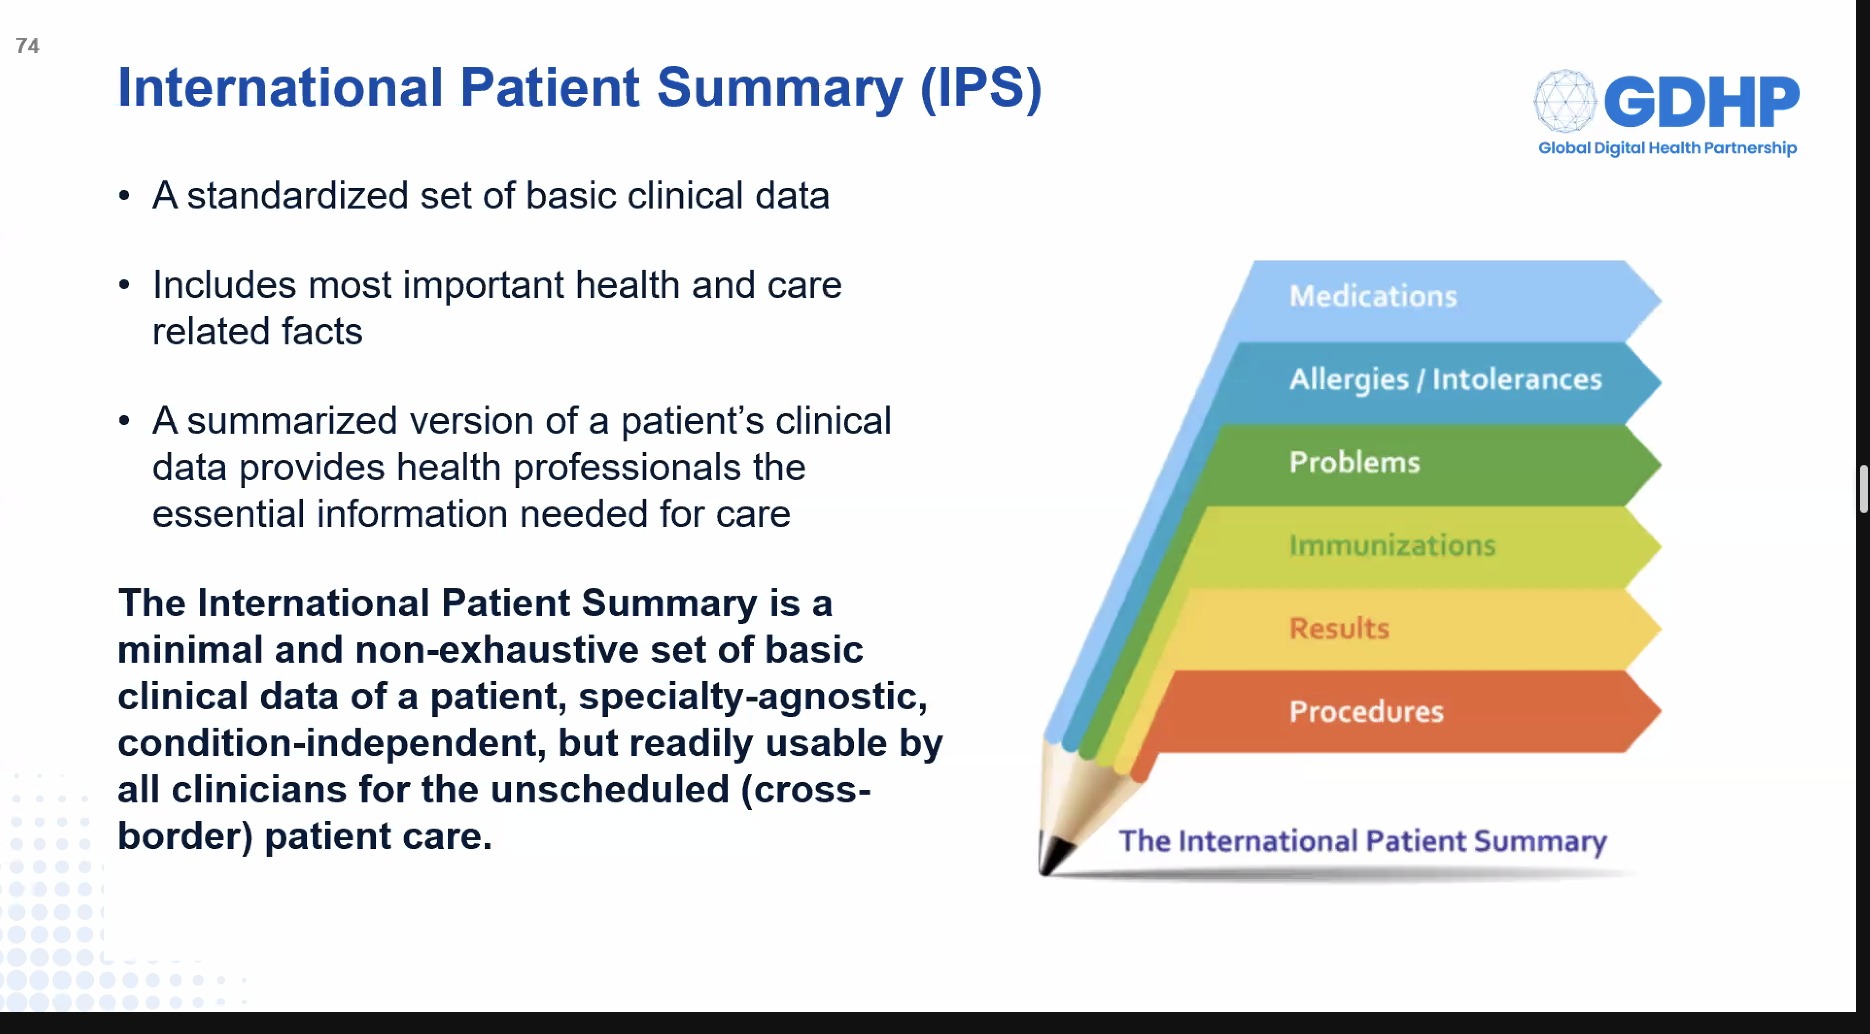 74
International Patient Summary (IPS)
GDHP
Global Digital Health Partnership
• A standardized set of basic clinical data
• Includes most important health and care
related facts
• A summarized version of a patient’s clinical
data provides health professionals the
essential information needed for care
The International Patient Summary is a
minimal and non-exhaustive set of basic
clinical data of a patient, specialty-agnostic,
condition-independent, but readily usable by
all clinicians for the unscheduled (cross-
border) patient care.
Medications
Allergies / Intolerances
Problems
Immunizations
Results
Procedures
The International Patient Summary